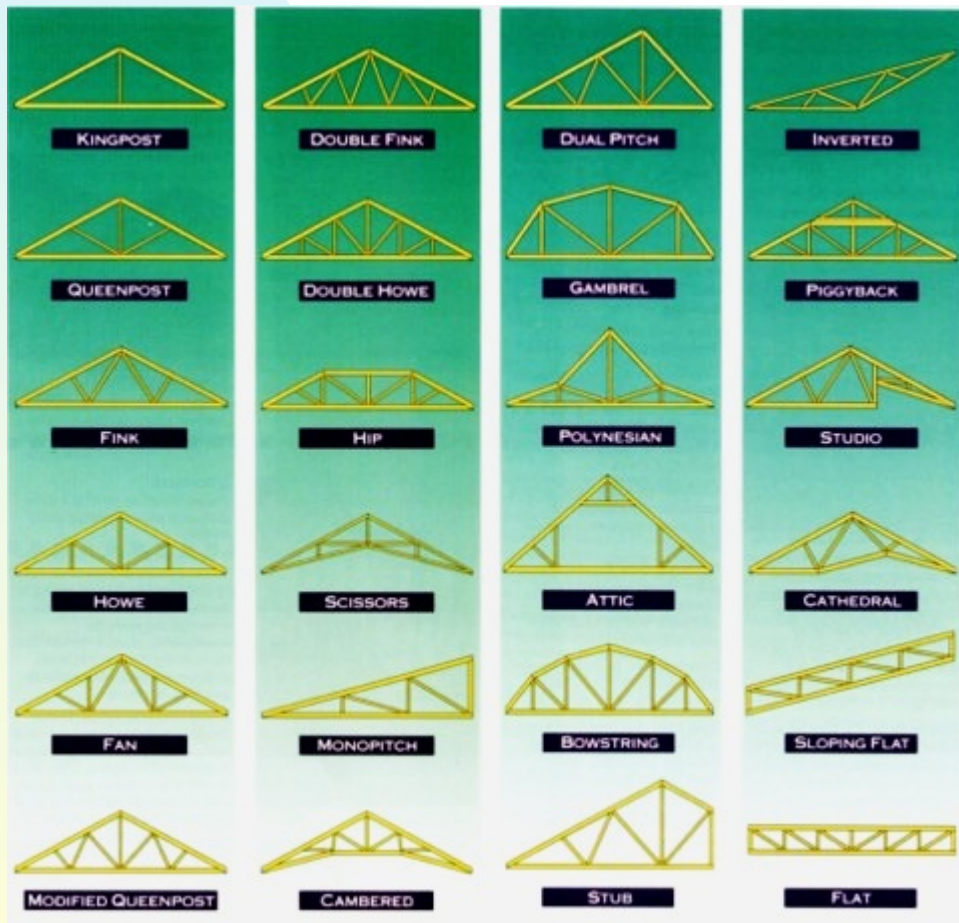 KINGPOST
DOUBLE FINK
DUAL PITCH
INVERTED
QUEENPOST
DOUBLE HOWE
GAMBREL
PIGGYBACK
FINK
HIP
POLYNESIAN
STUDIO
HOWE
SCISSORS
ATTIC
CATHEDRAL
FAN
MONOPITCH
BOWSTRING
SLOPING FLAT
MODIFIED QUEENPOST
CAMBERED
STUB
FLAT